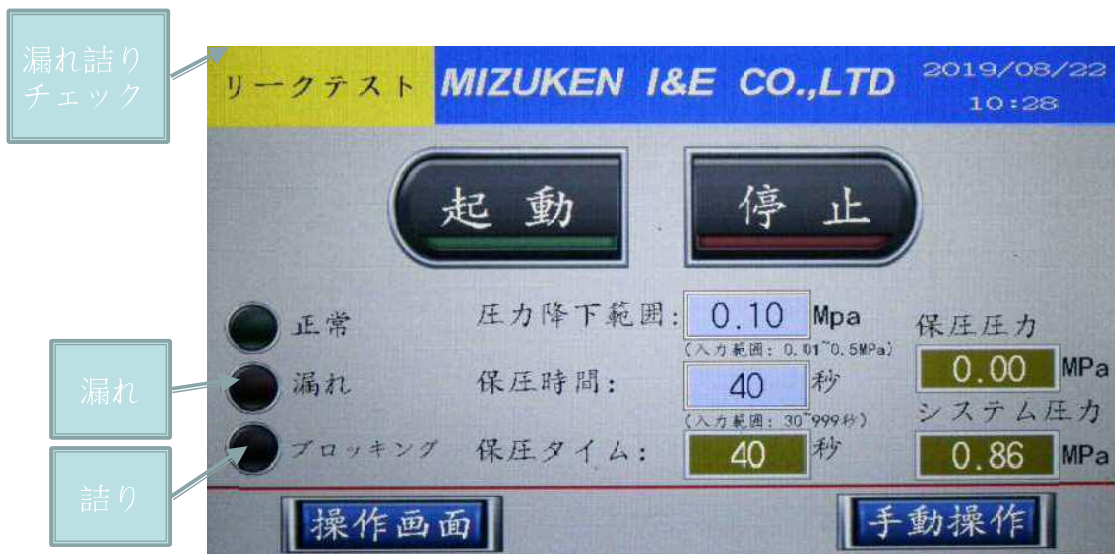 漏れ詰り
チェック
リークテスト MIZUKEN I&E CO.,LTD 2019/08/22
10:28
起動 停止
正常 圧力降下範囲: 0.10 Mpa 保圧圧力
(入力範囲: 0.01~0.5MPa)
0.00 MPa
漏れ 漏れ 保圧時間: 40 秒
(入力範囲: 30~999秒) システム圧力
詰り ブロッキング 保圧タイム: 40 秒 0.86 MPa
操作画面 手動操作